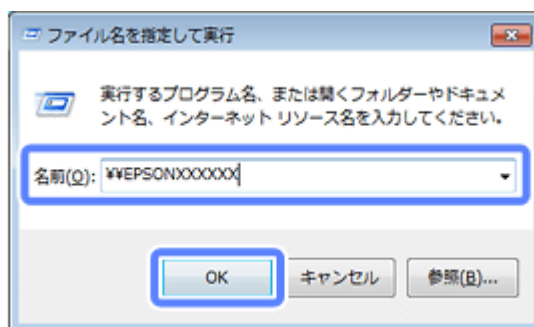 ファイル名を指定して実行
実行するプログラム名、または開くフォルダーやドキュメ
ント名、インターネット リソース名を入力してください。
名前(O): ¥¥EPSONXXXXXX
OK キャンセル 参照(B)...